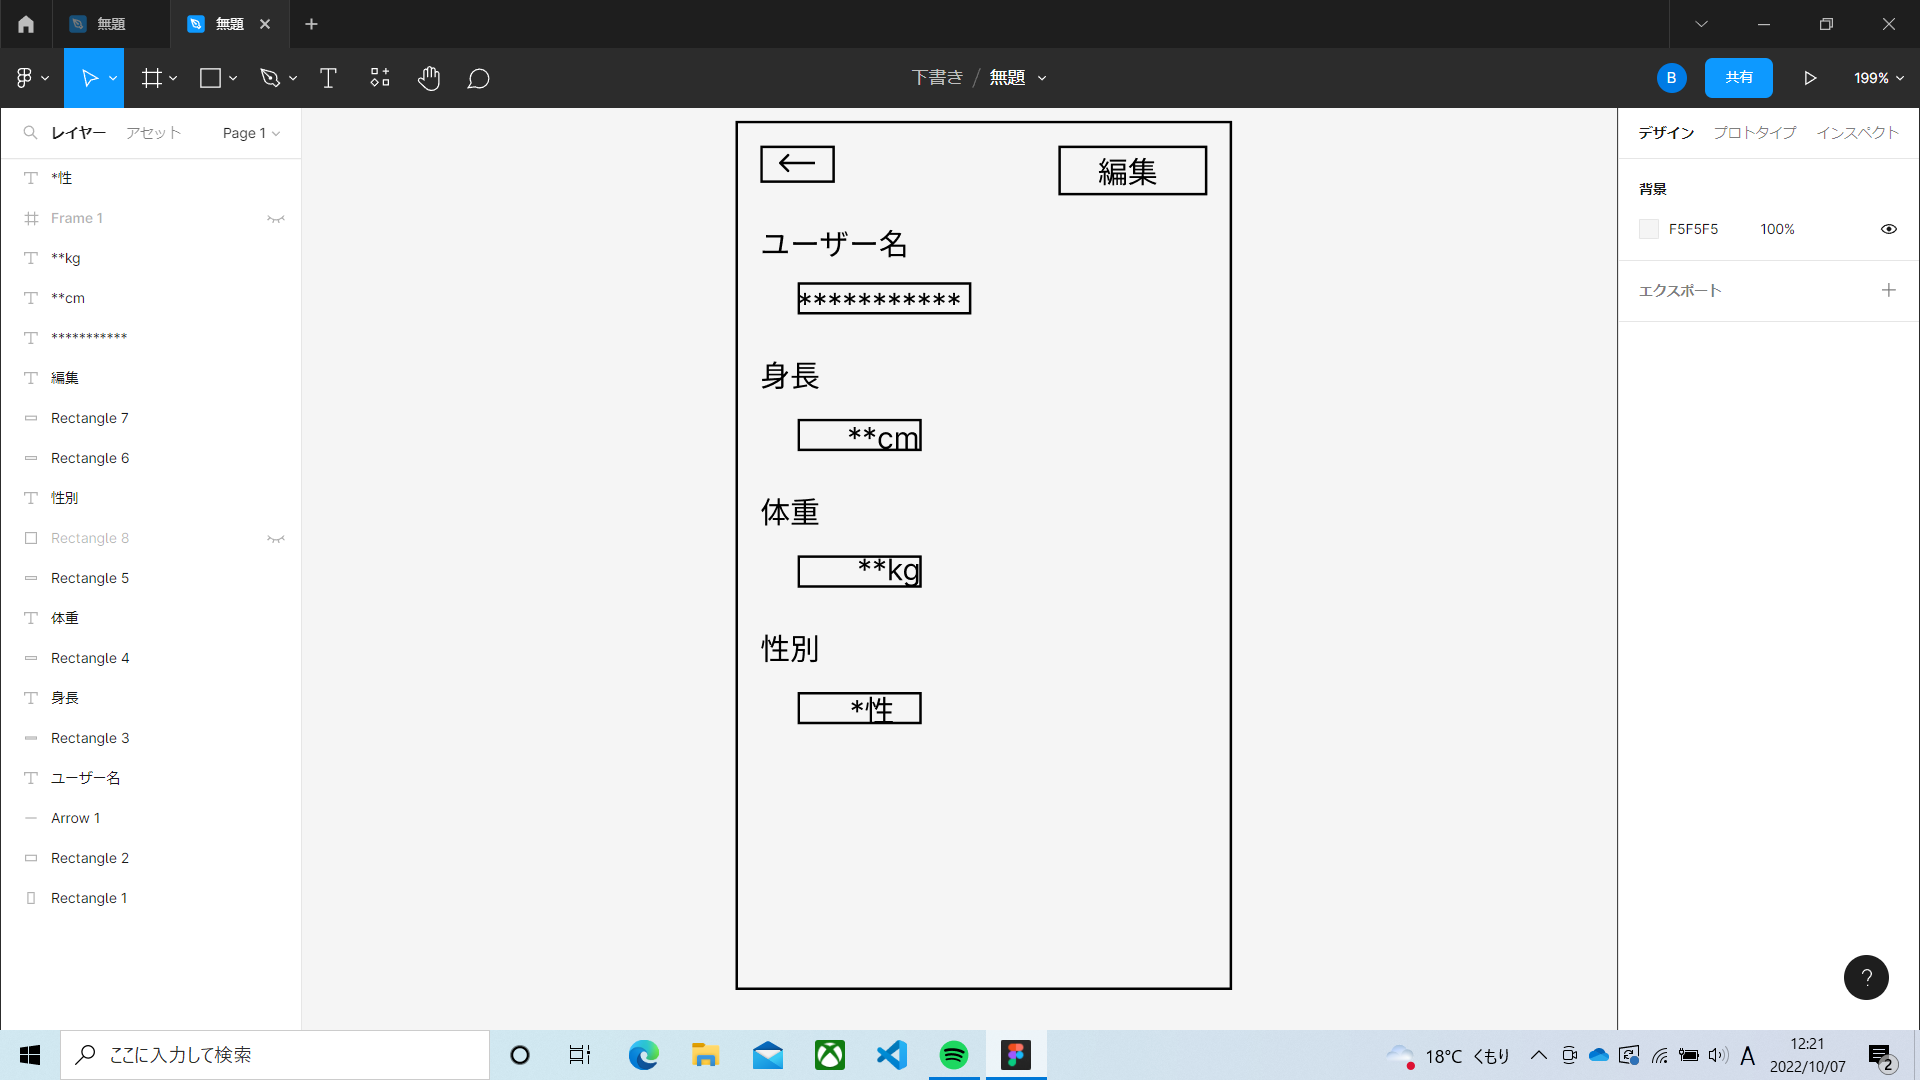 無題
無題
下書き / 無題
B
共有
199%
レイヤー アセット Page 1
*性
Frame 1
**kg
**cm
***********
編集
Rectangle 7
Rectangle 6
性別
Rectangle 8
Rectangle 5
体重
Rectangle 4
身長
Rectangle 3
ユーザー名
Arrow 1
Rectangle 2
Rectangle 1
編集
ユーザー名
***********
身長
**cm
体重
**kg
性別
*性
デザイン プロトタイプ インスペクト
背景
F5F5F5 100%
エクスポート
?
ここに入力して検索
18°C くもり
A
12:21
2022/10/07
2